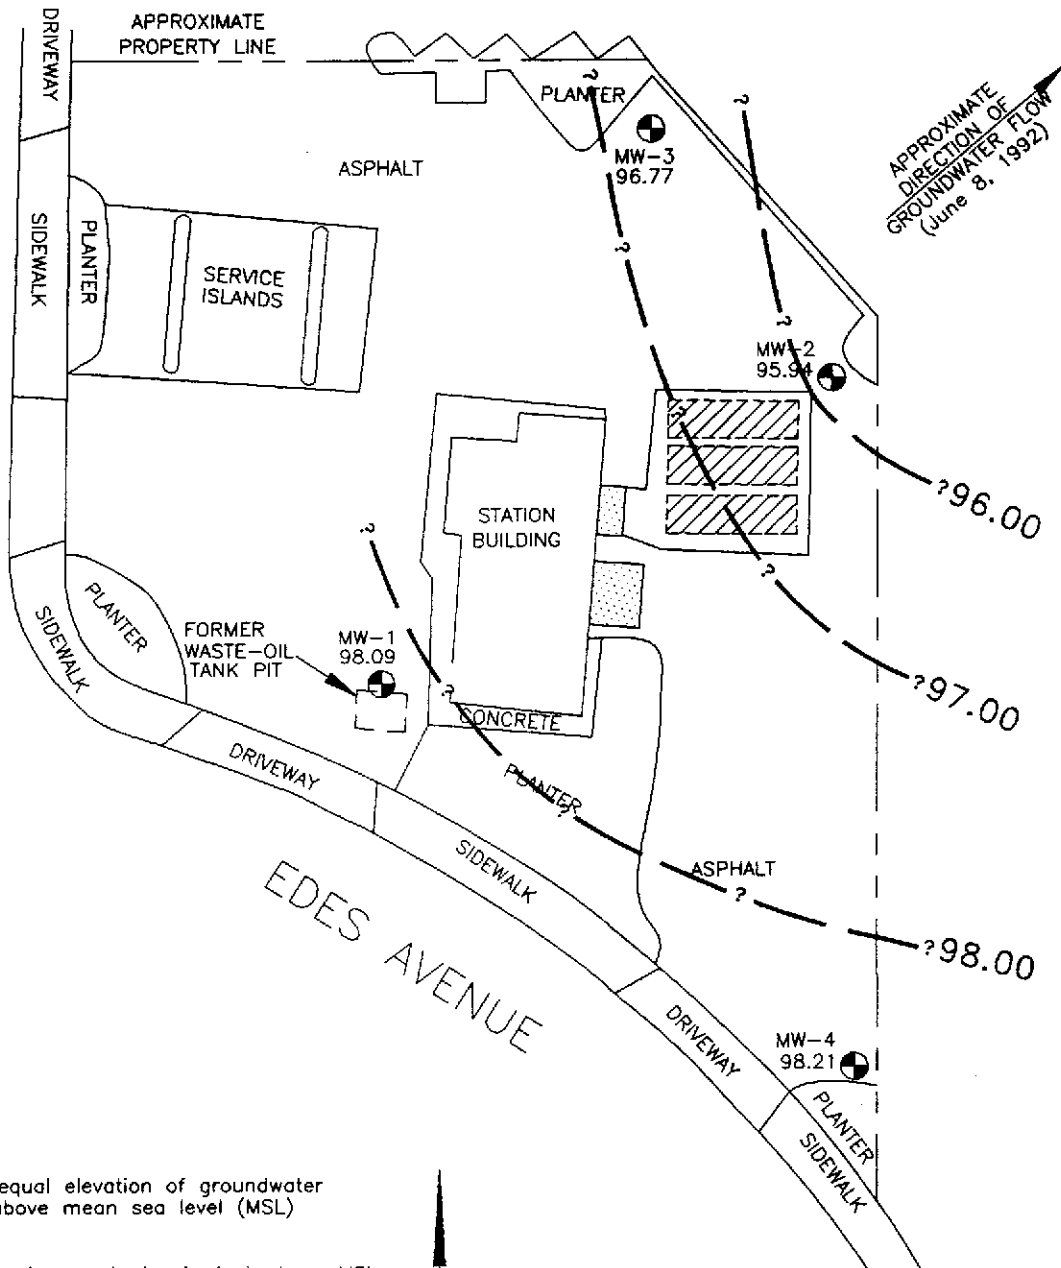 DRIVEWAY
APPROXIMATE
PROPERTY LINE
PLANTER
?
?
MW-3
96.77
APPROXIMATE
DIRECTION OF
GROUNDWATER FLOW
(June 8, 1992)
ASPHALT
SIDEWALK
PLANTER
SERVICE
ISLANDS
?
?
MW-2
95.94
?
?96.00
STATION
BUILDING
?
?
?97.00
SIDEWALK
PLANTER
FORMER
WASTE-OIL
TANK PIT
MW-1
98.09
?
CONCRETE
DRIVEWAY
PLANTER
?
SIDEWALK
ASPHALT
?
?98.00
EDES AVENUE
DRIVEWAY
MW-4
98.21
PLANTER
SIDEWALK
equal elevation of groundwater
above mean sea level (MSL)